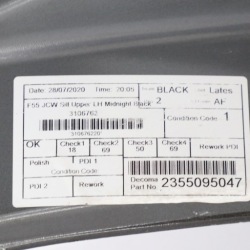 Date 28/07/2020 Time 20:05 BLACK Lates
2 AF
F55 JCW Sill Upper LH Midnight Black
3106762
Condition Code 1
310676220
OK Check1 18 Check2 69 Check3 50 Check4 69 Rework PDI
Polish PDI 1
Condition Code
PDI 2 Rework
Decoma Part No. 2355095047